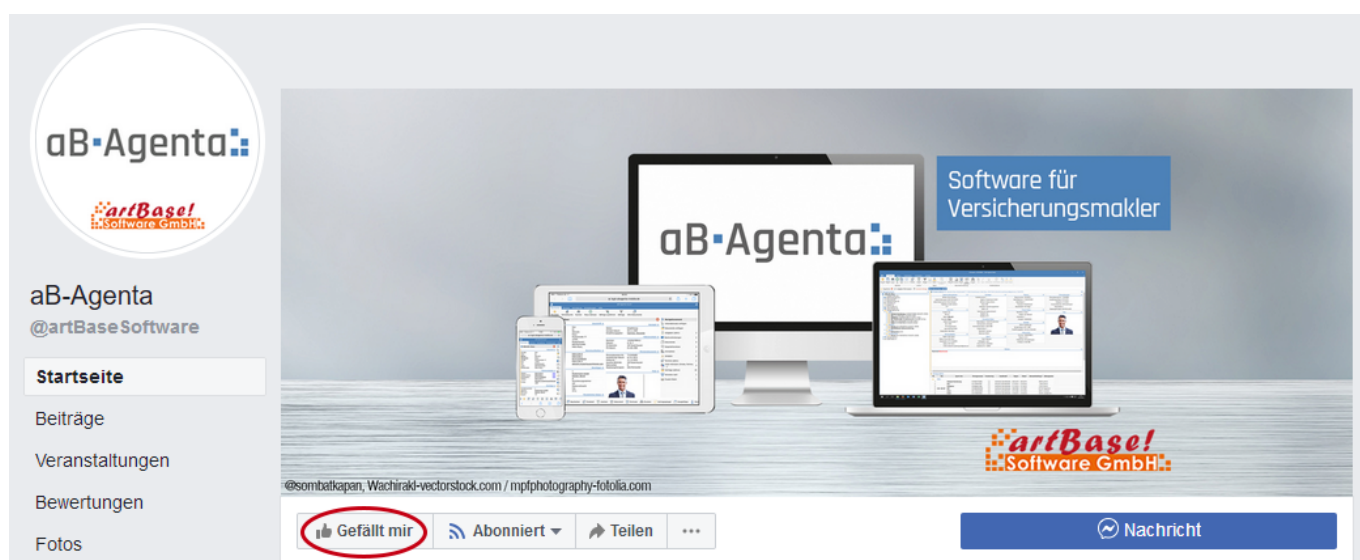 aB-Agenta
artBase!
Software GmbH
aB-Agenta
@artBaseSoftware
Startseite
Beiträge
Veranstaltungen
Bewertungen
Fotos
Software für
Versicherungsmakler
aB-Agenta
artBase!
Software GmbH
@sombatkapan, Wachirakl-vectorstock.com / mpfphotography-fotolia.com
Gefällt mir
Abonniert
Teilen
Nachricht